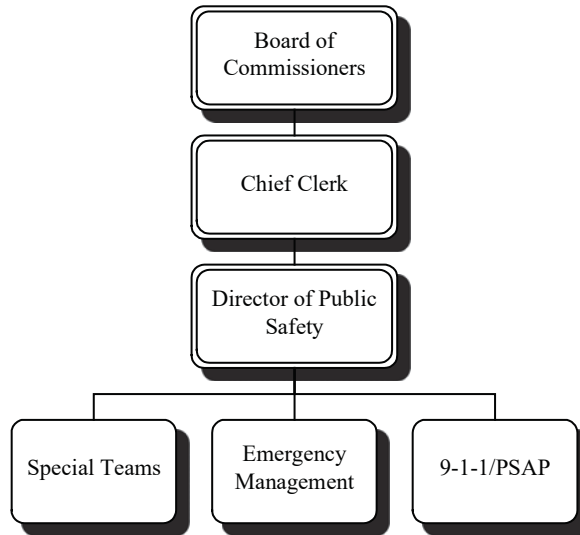 Board of
Commissioners
Chief Clerk
Director of Public
Safety
Special Teams
Emergency
Management
9-1-1/PSAP